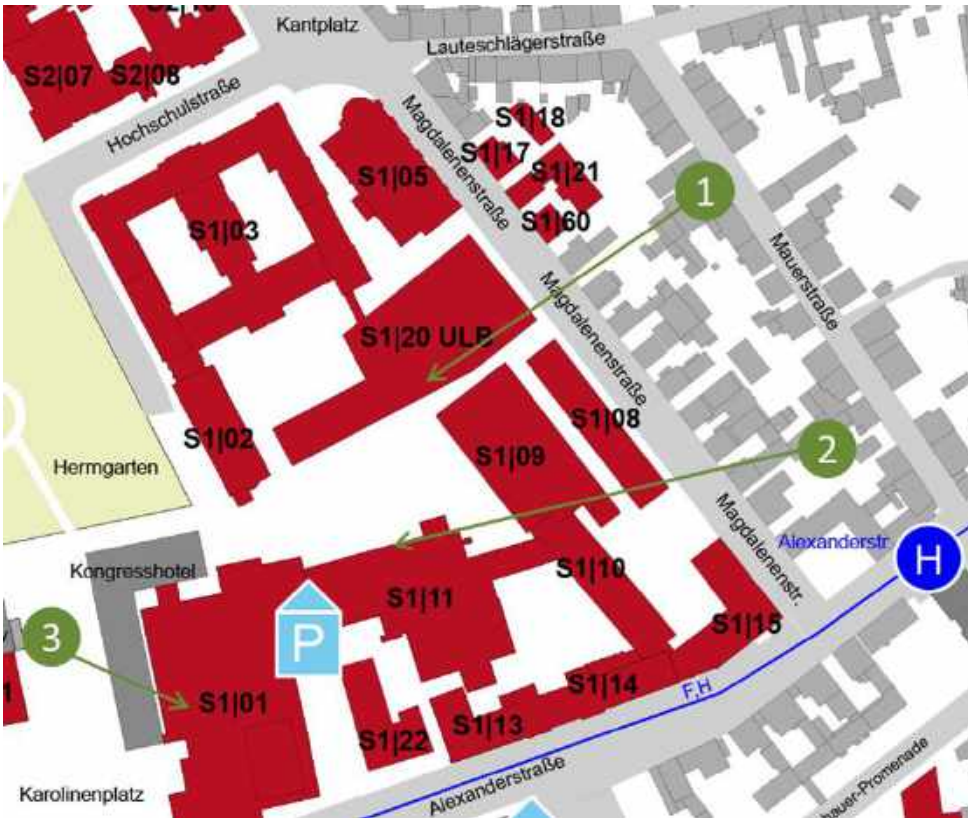 Kantplatz
Lauteschlägerstraße
S2|07
S2|08
Hochschulstraße
Magdalenenstraße
S1|18
S1|17
S1|21
S1|05
S1|60
1
S1|03
Mauerstraße
Magdalenenstraße
S1|20 ULB
S1|08
S1|02
S1|09
2
Herrngarten
Magdalenenstr.
Alexanderstr.
H
Kongresshotel
S1|10
S1|11
P
3
S1|15
S1|01
S1|14
F,H
S1|13
S1|22
Karolinenplatz
Alexanderstraße